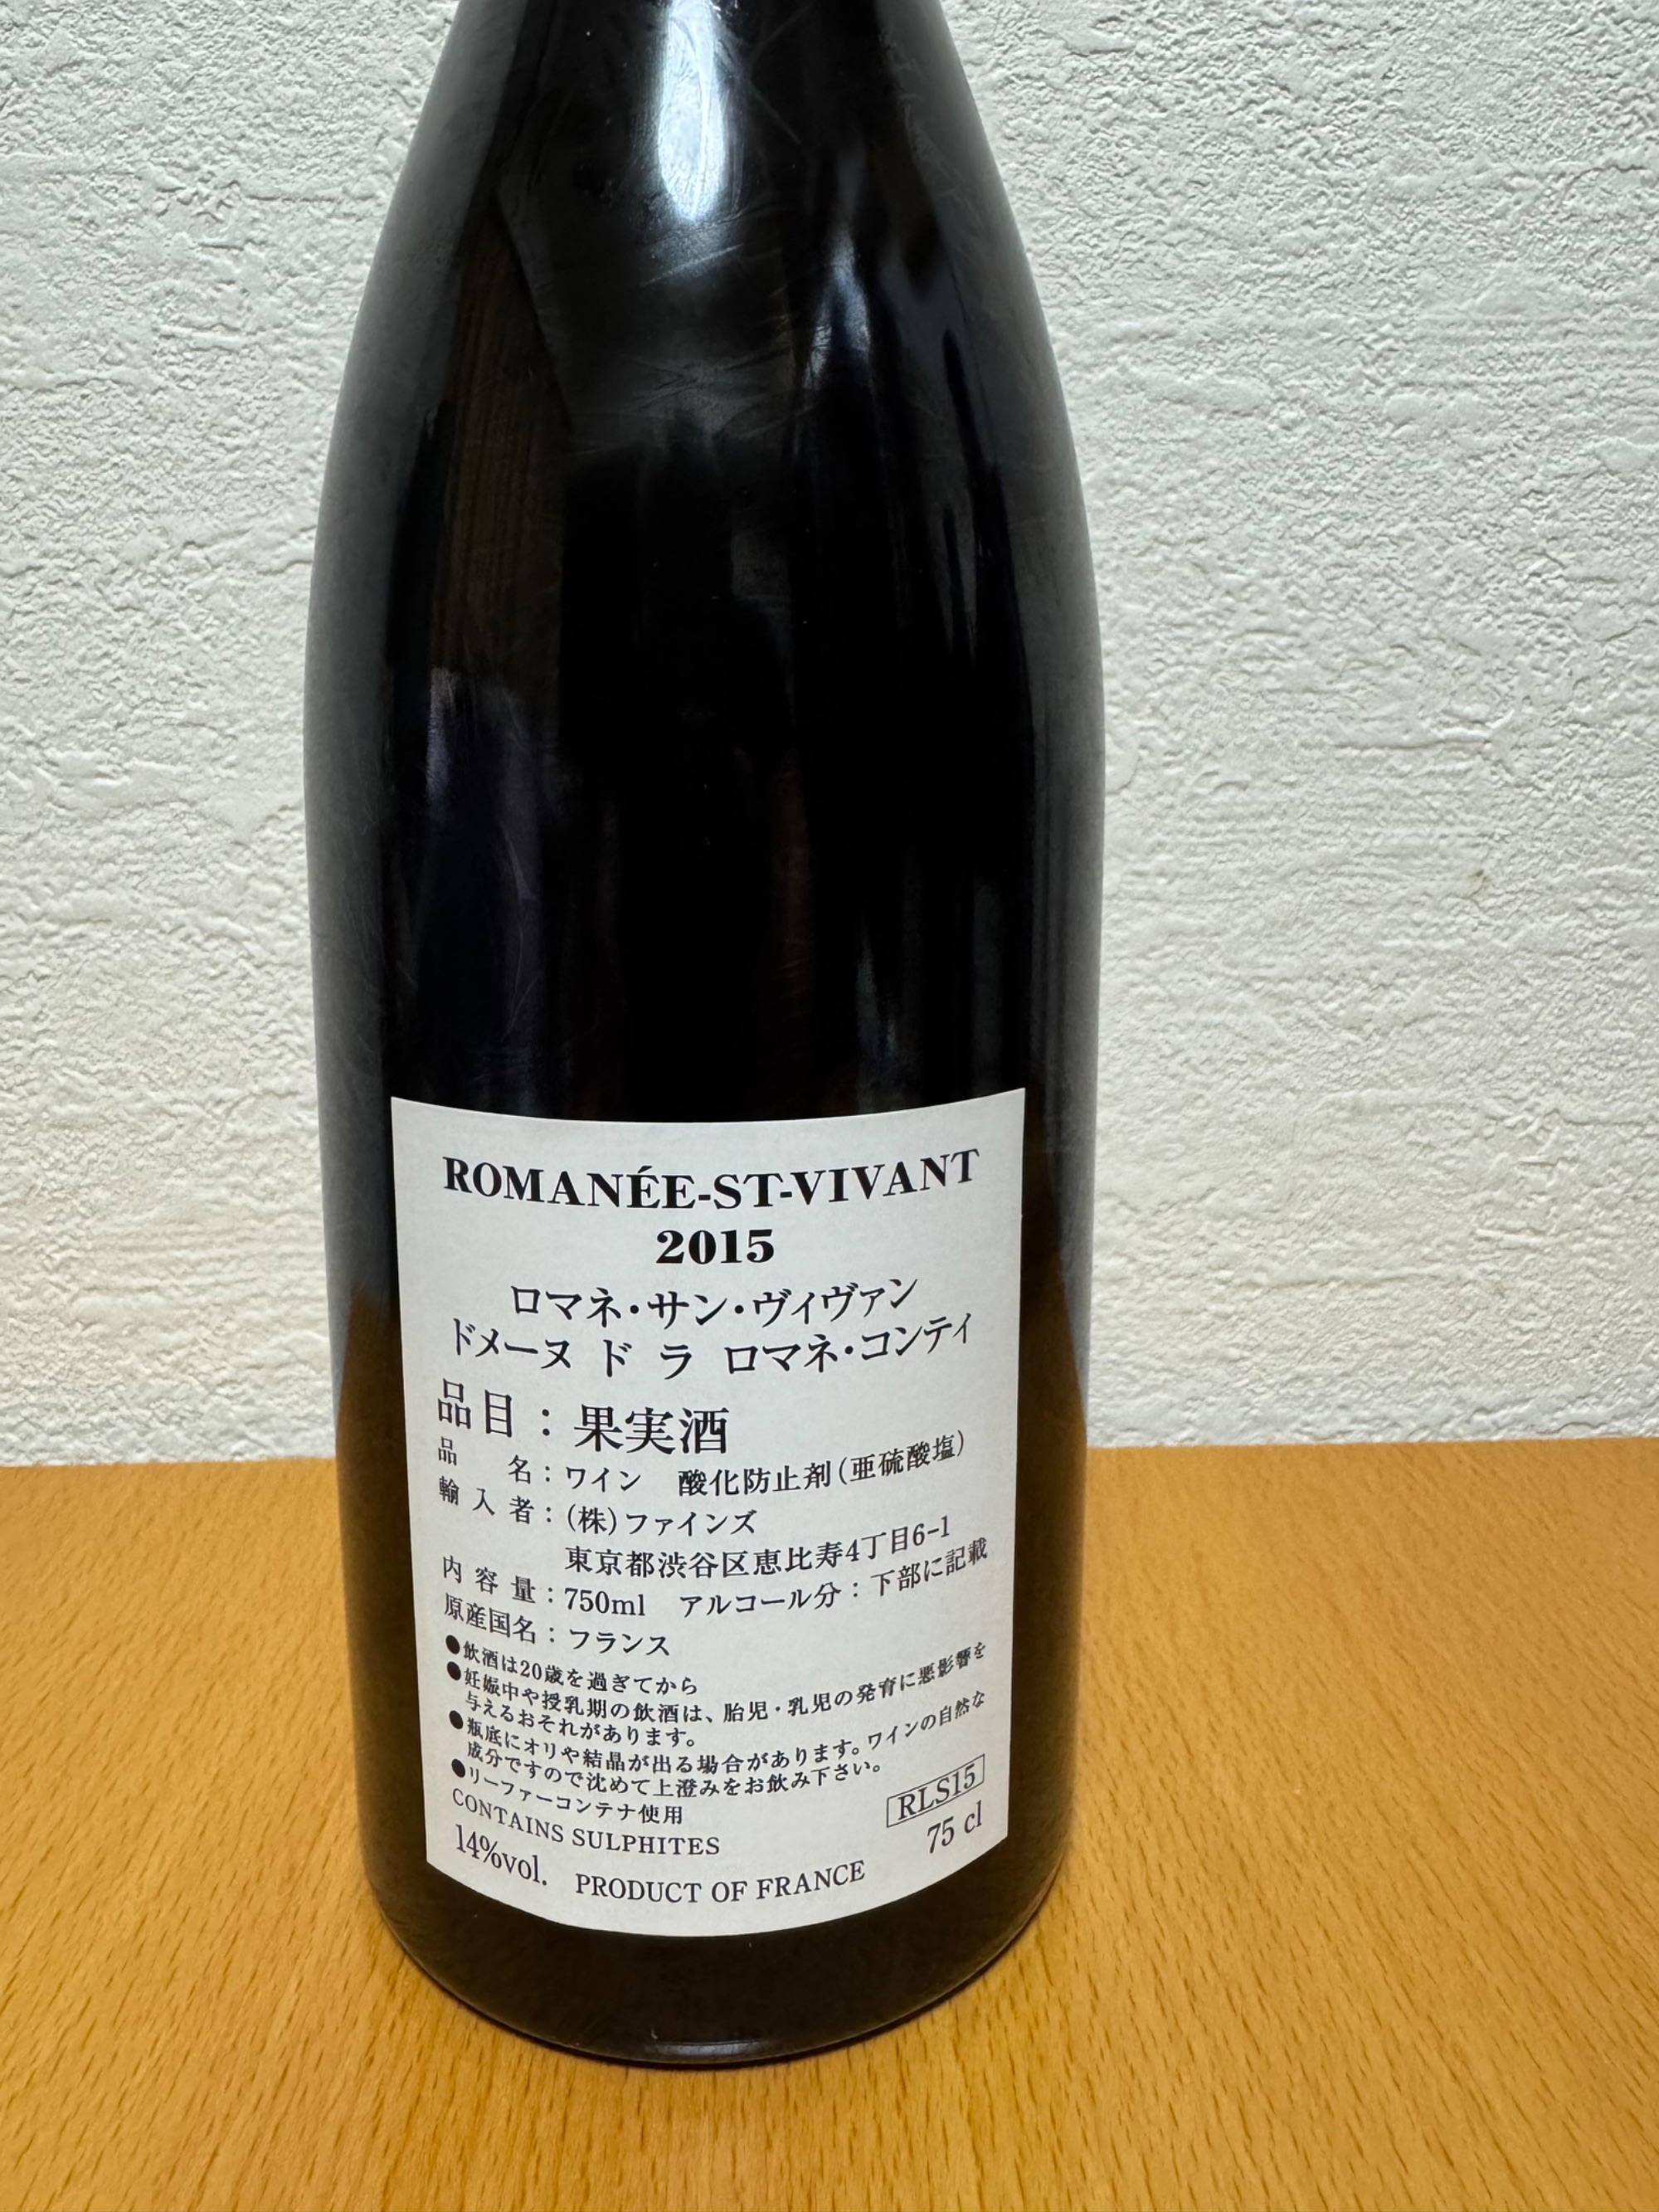 ROMANÉE-ST-VIVANT
2015
ロマネ・サン・ヴィヴァン
ドメーヌ ド ラ ロマネ・コンティ
品目：果実酒
品名：ワイン 酸化防止剤(亜硫酸塩)
輸入者：(株)ファインズ
東京都渋谷区恵比寿4丁目6-1
内容量：750ml アルコール分：下部に記載
原産国名：フランス
●飲酒は20歳を過ぎてから
●妊娠中や授乳期の飲酒は、胎児・乳児の発育に悪影響を
与えるおそれがあります。
●瓶底にオリや結晶が出る場合があります。ワインの自然な
成分ですので沈めて上澄みをお飲み下さい。
●リーファーコンテナ使用
RLS15
CONTAINS SULPHITES
75 cl
14%vol. PRODUCT OF FRANCE